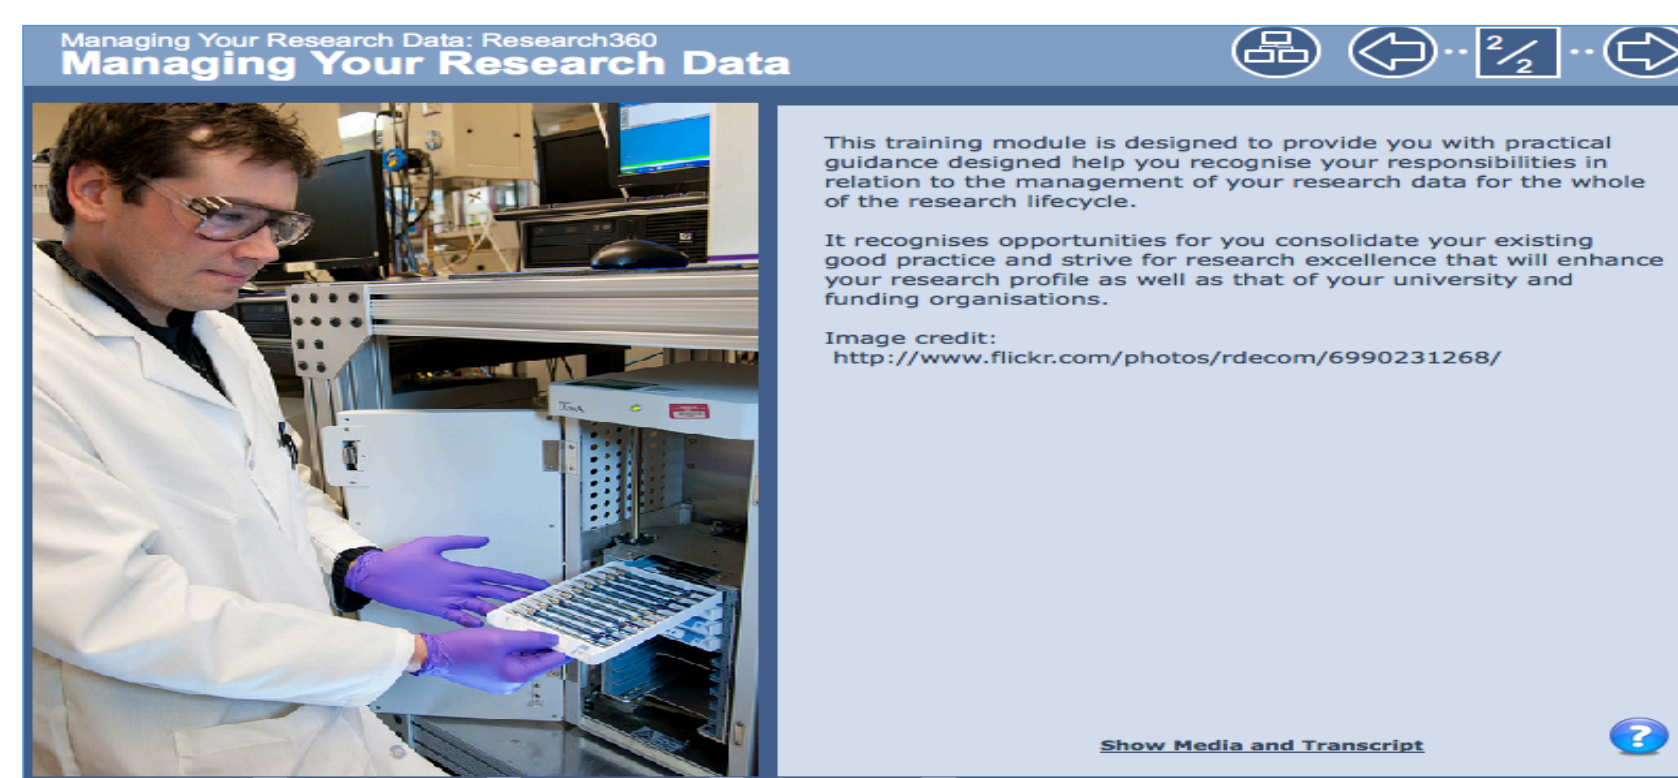 Managing Your Research Data: Research360
Managing Your Research Data
2/2
This training module is designed to provide you with practical
guidance designed help you recognise your responsibilities in
relation to the management of your research data for the whole
of the research lifecycle.
It recognises opportunities for you consolidate your existing
good practice and strive for research excellence that will enhance
your research profile as well as that of your university and
funding organisations.
Image credit:
http://www.flickr.com/photos/rdecom/6990231268/
Show Media and Transcript
?